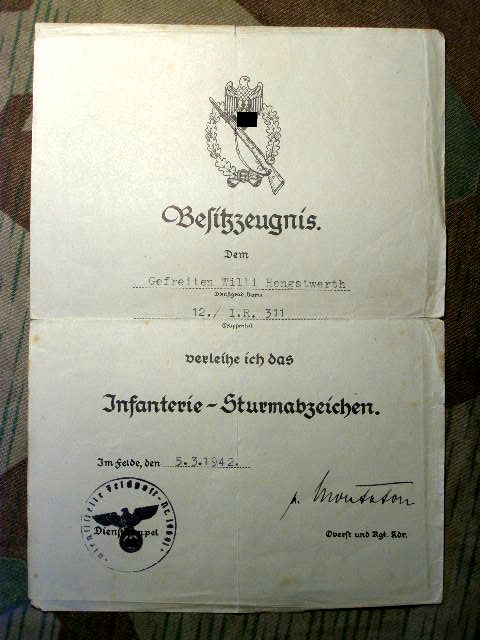 Besitzzeugnis.
Dem
Gefreiten Willi Hengstwerth
Dienstgrad, Name
12./ I.R. 311
(Truppenteil)
verleihe ich das
Infanterie-Sturmabzeichen.
Im Felde, den 5.3.1942.
Dienststempel
Oberst und Rgt. Kdr.